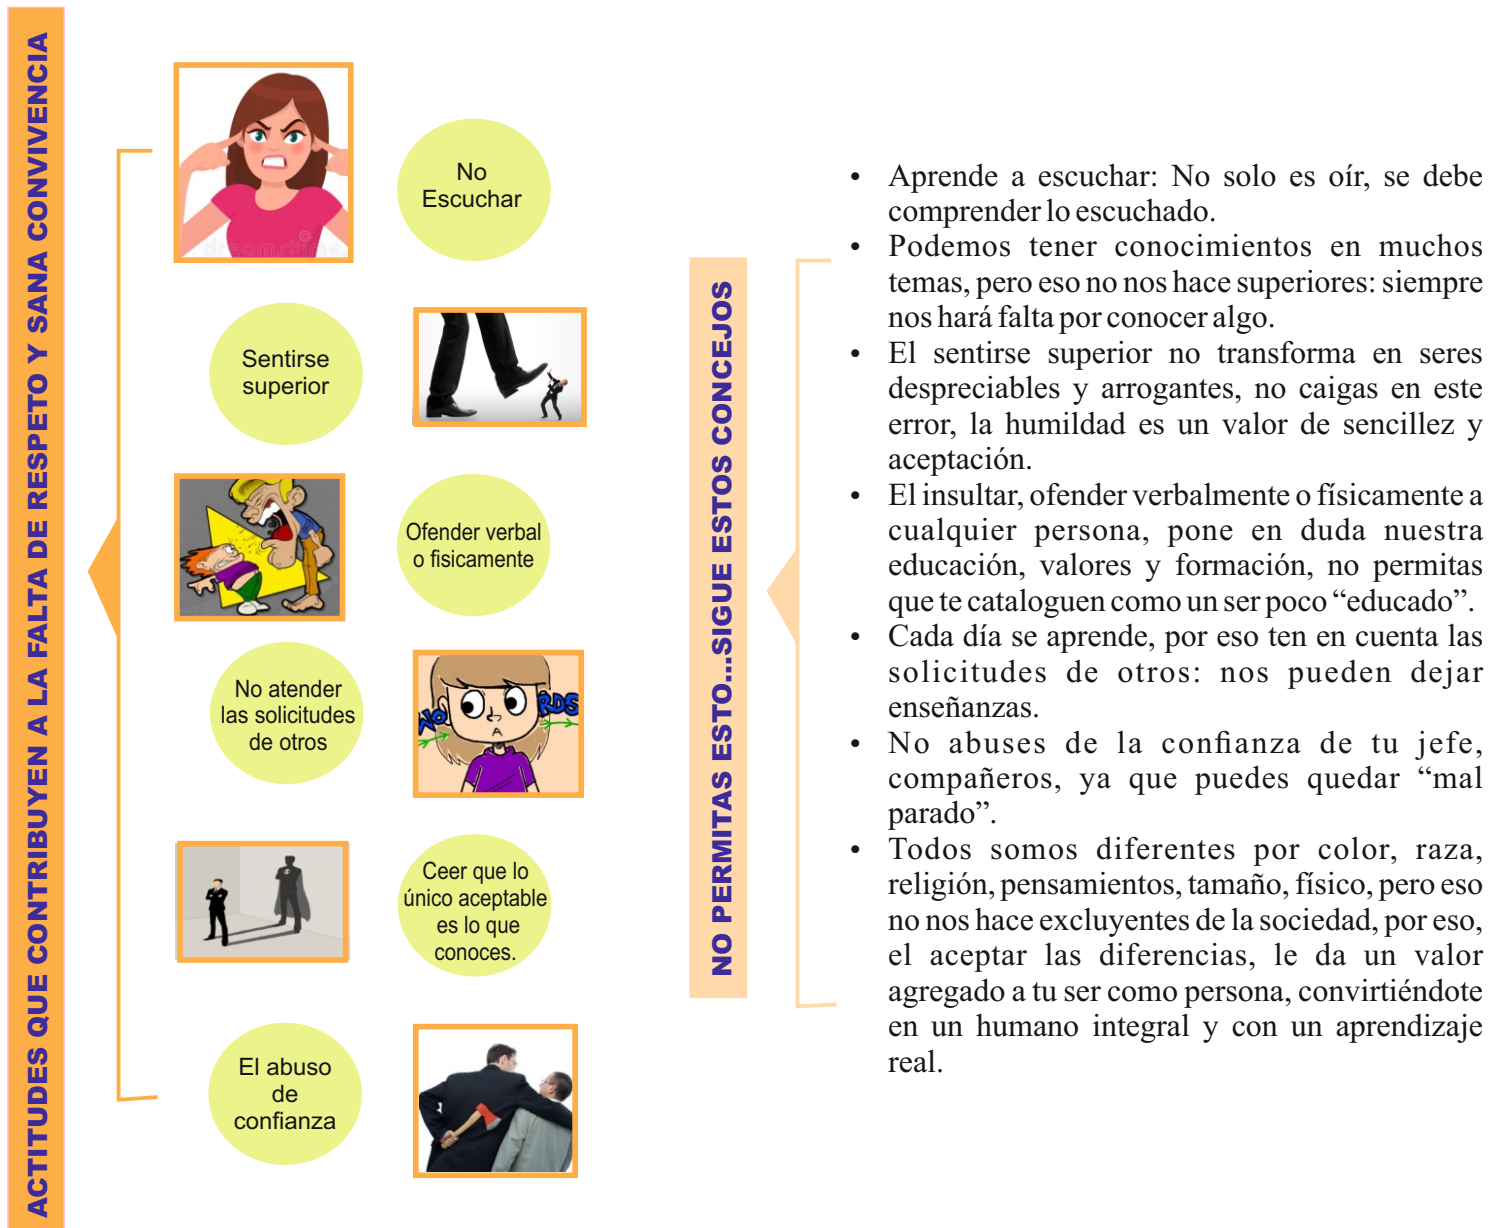 ACTITUDES QUE CONTRIBUYEN A LA FALTA DE RESPETO Y SANA CONVIVENCIA
dreamstime
No
Escuchar
Sentirse
superior
Ofender verbal
o fisicamente
No atender
las solicitudes
de otros
WO
RDS
Ceer que lo
único aceptable
es lo que
conoces.
El abuso
de
confianza
NO PERMITAS ESTO...SIGUE ESTOS CONCEJOS
• Aprende a escuchar: No solo es oír, se debe
comprender lo escuchado.
• Podemos tener conocimientos en muchos
temas, pero eso no nos hace superiores: siempre
nos hará falta por conocer algo.
• El sentirse superior no transforma en seres
despreciables y arrogantes, no caigas en este
error, la humildad es un valor de sencillez y
aceptación.
• El insultar, ofender verbalmente o físicamente a
cualquier persona, pone en duda nuestra
educación, valores y formación, no permitas
que te cataloguen como un ser poco “educado”.
• Cada día se aprende, por eso ten en cuenta las
solicitudes de otros: nos pueden dejar
enseñanzas.
• No abuses de la confianza de tu jefe,
compañeros, ya que puedes quedar “mal
parado”.
• Todos somos diferentes por color, raza,
religión, pensamientos, tamaño, físico, pero eso
no nos hace excluyentes de la sociedad, por eso,
el aceptar las diferencias, le da un valor
agregado a tu ser como persona, convirtiéndote
en un humano integral y con un aprendizaje
real.